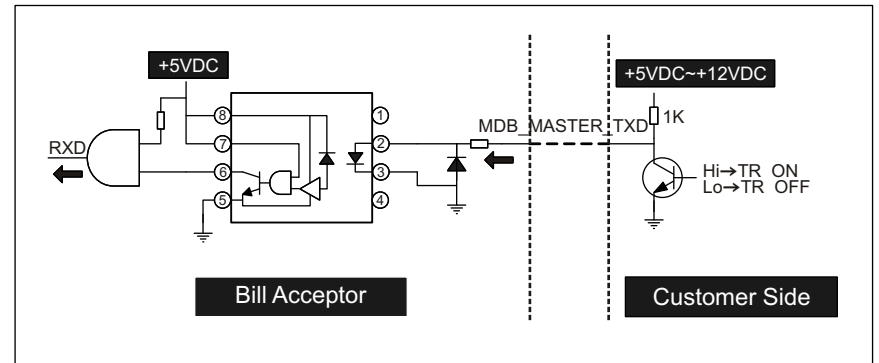 +5VDC
+5VDC~+12VDC
8
1
MDB_MASTER_TXD
1K
RXD
7
2
6
3
Hi→TR ON
Lo→TR OFF
5
4
Bill Acceptor
Customer Side